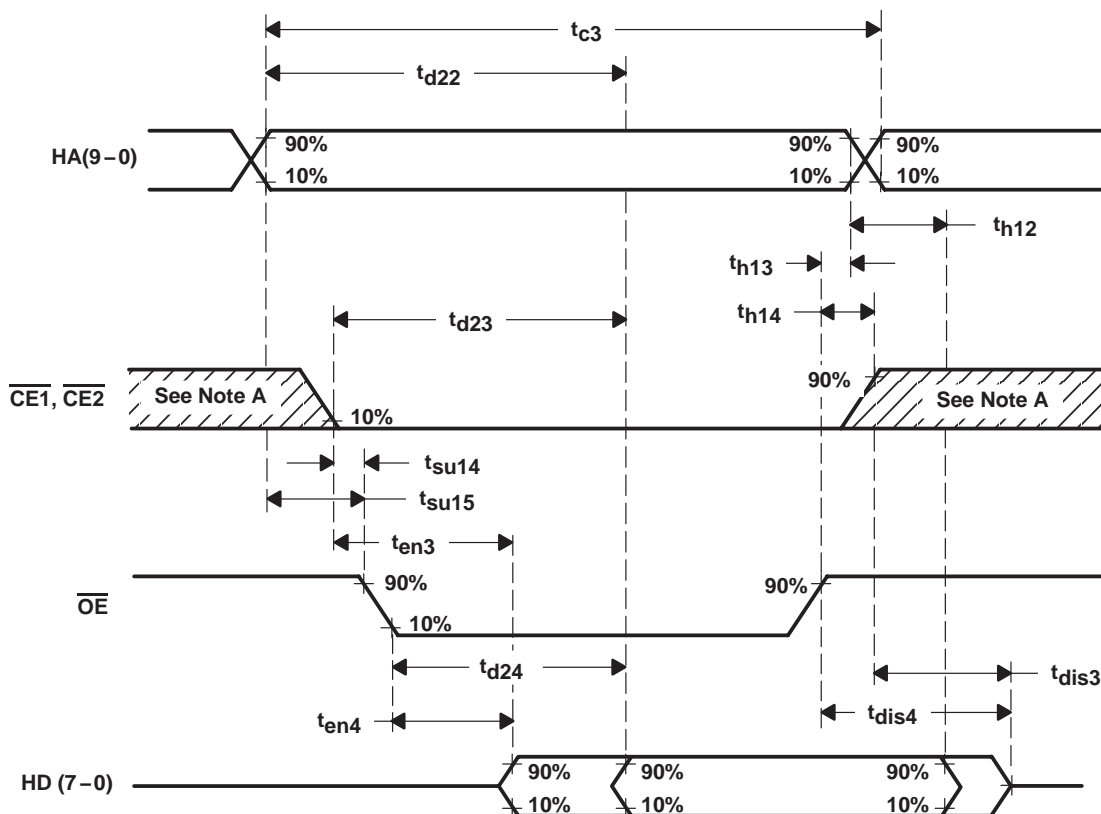 tc3
td22
HA(9–0)
90% 90% 90%
10% 10% 10%
th12
th13
th14
td23
CE1, CE2
See Note A 90% See Note A
10%
tsu14
tsu15
ten3
OE
90% 90%
10%
td24
tdis3
ten4
tdis4
HD (7–0)
90% 90% 90%
10% 10% 10%